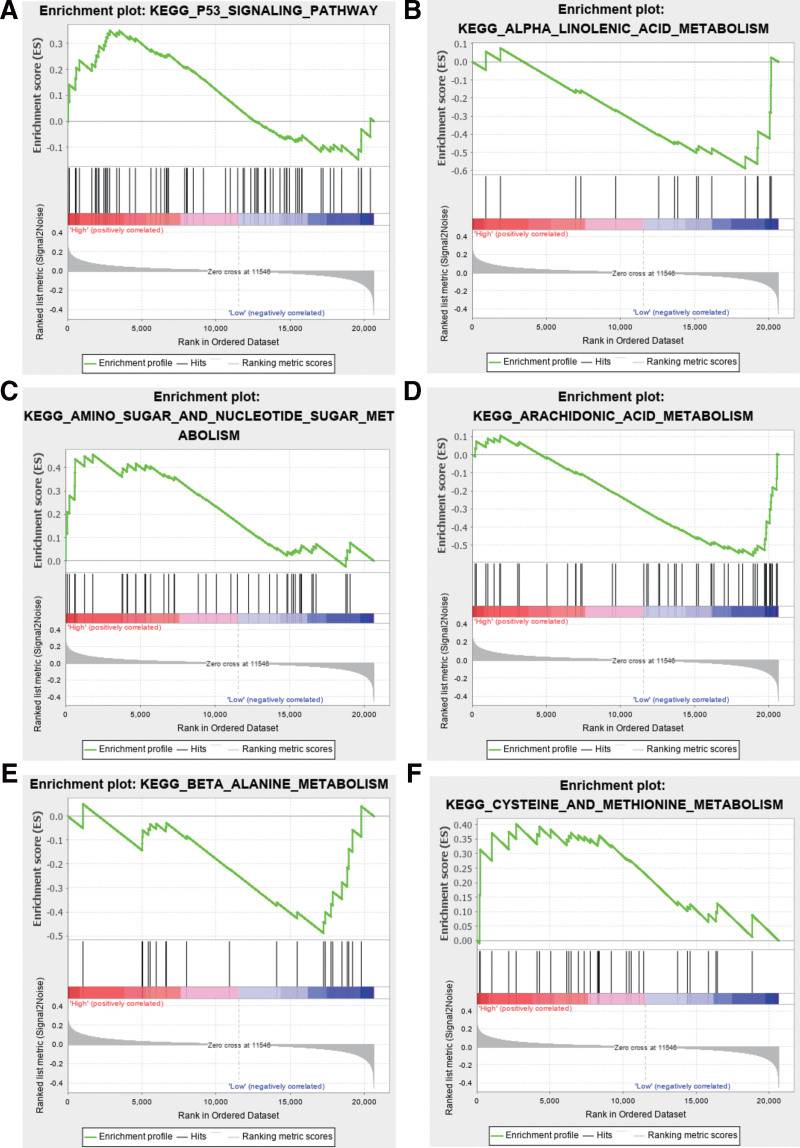 A
Enrichment plot: KEGG_P53_SIGNALING_PATHWAY
Enrichment score (ES)
0.3
0.2
0.1
0.0
-0.1
'High' (positively correlated)
Ranked list metric (Signal2Noise)
0.4
0.2
0.0
-0.2
-0.4
Zero cross at 11546
'Low' (negatively correlated)
0
5,000
10,000
15,000
20,000
Rank in Ordered Dataset
Enrichment profile
Hits
Ranking metric scores
B
Enrichment plot:
KEGG_ALPHA_LINOLENIC_ACID_METABOLISM
Enrichment score (ES)
0.1
0.0
-0.1
-0.2
-0.3
-0.4
-0.5
-0.6
'High' (positively correlated)
Ranked list metric (Signal2Noise)
0.4
0.2
0.0
-0.2
-0.4
Zero cross at 11546
'Low' (negatively correlated)
0
5,000
10,000
15,000
20,000
Rank in Ordered Dataset
Enrichment profile
Hits
Ranking metric scores
C
Enrichment plot:
KEGG_AMINO_SUGAR_AND_NUCLEOTIDE_SUGAR_MET
ABOLISM
Enrichment score (ES)
0.4
0.3
0.2
0.1
0.0
'High' (positively correlated)
Ranked list metric (Signal2Noise)
0.4
0.2
0.0
-0.2
-0.4
Zero cross at 11546
'Low' (negatively correlated)
0
5,000
10,000
15,000
20,000
Rank in Ordered Dataset
Enrichment profile
Hits
Ranking metric scores
D
Enrichment plot:
KEGG_ARACHIDONIC_ACID_METABOLISM
Enrichment score (ES)
0.1
0.0
-0.1
-0.2
-0.3
-0.4
-0.5
'High' (positively correlated)
Ranked list metric (Signal2Noise)
0.4
0.2
0.0
-0.2
-0.4
Zero cross at 11546
'Low' (negatively correlated)
0
5,000
10,000
15,000
20,000
Rank in Ordered Dataset
Enrichment profile
Hits
Ranking metric scores
E
Enrichment plot: KEGG_BETA_ALANINE_METABOLISM
Enrichment score (ES)
0.0
-0.1
-0.2
-0.3
-0.4
-0.5
'High' (positively correlated)
Ranked list metric (Signal2Noise)
0.4
0.2
0.0
-0.2
-0.4
Zero cross at 11546
'Low' (negatively correlated)
0
5,000
10,000
15,000
20,000
Rank in Ordered Dataset
Enrichment profile
Hits
Ranking metric scores
F
Enrichment plot:
KEGG_CYSTEINE_AND_METHIONINE_METABOLISM
Enrichment score (ES)
0.40
0.35
0.30
0.25
0.20
0.15
0.10
0.05
0.00
'High' (positively correlated)
Ranked list metric (Signal2Noise)
0.4
0.2
0.0
-0.2
-0.4
Zero cross at 11546
'Low' (negatively correlated)
0
5,000
10,000
15,000
20,000
Rank in Ordered Dataset
Enrichment profile
Hits
Ranking metric scores